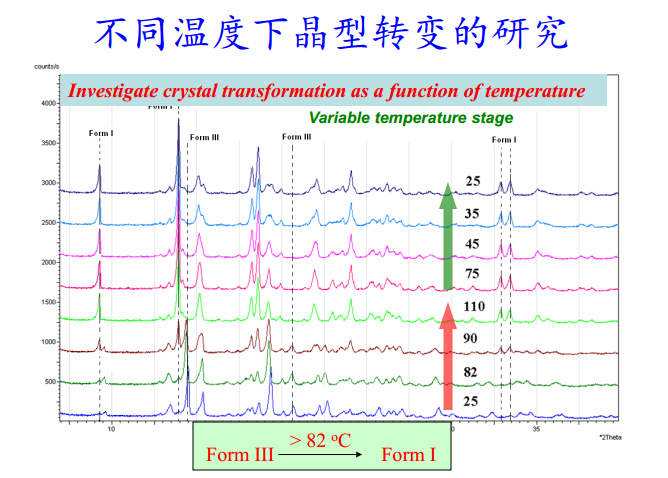 不同温度下晶型转变的研究
counts/s
Investigate crystal transformation as a function of temperature
Variable temperature stage
4000
3500
3000
2500
2000
1500
1000
500
Form I
Form I
Form III
Form III
Form I
25
35
45
75
110
90
82
25
10
35
*2Theta
> 82 °C
Form III
Form I